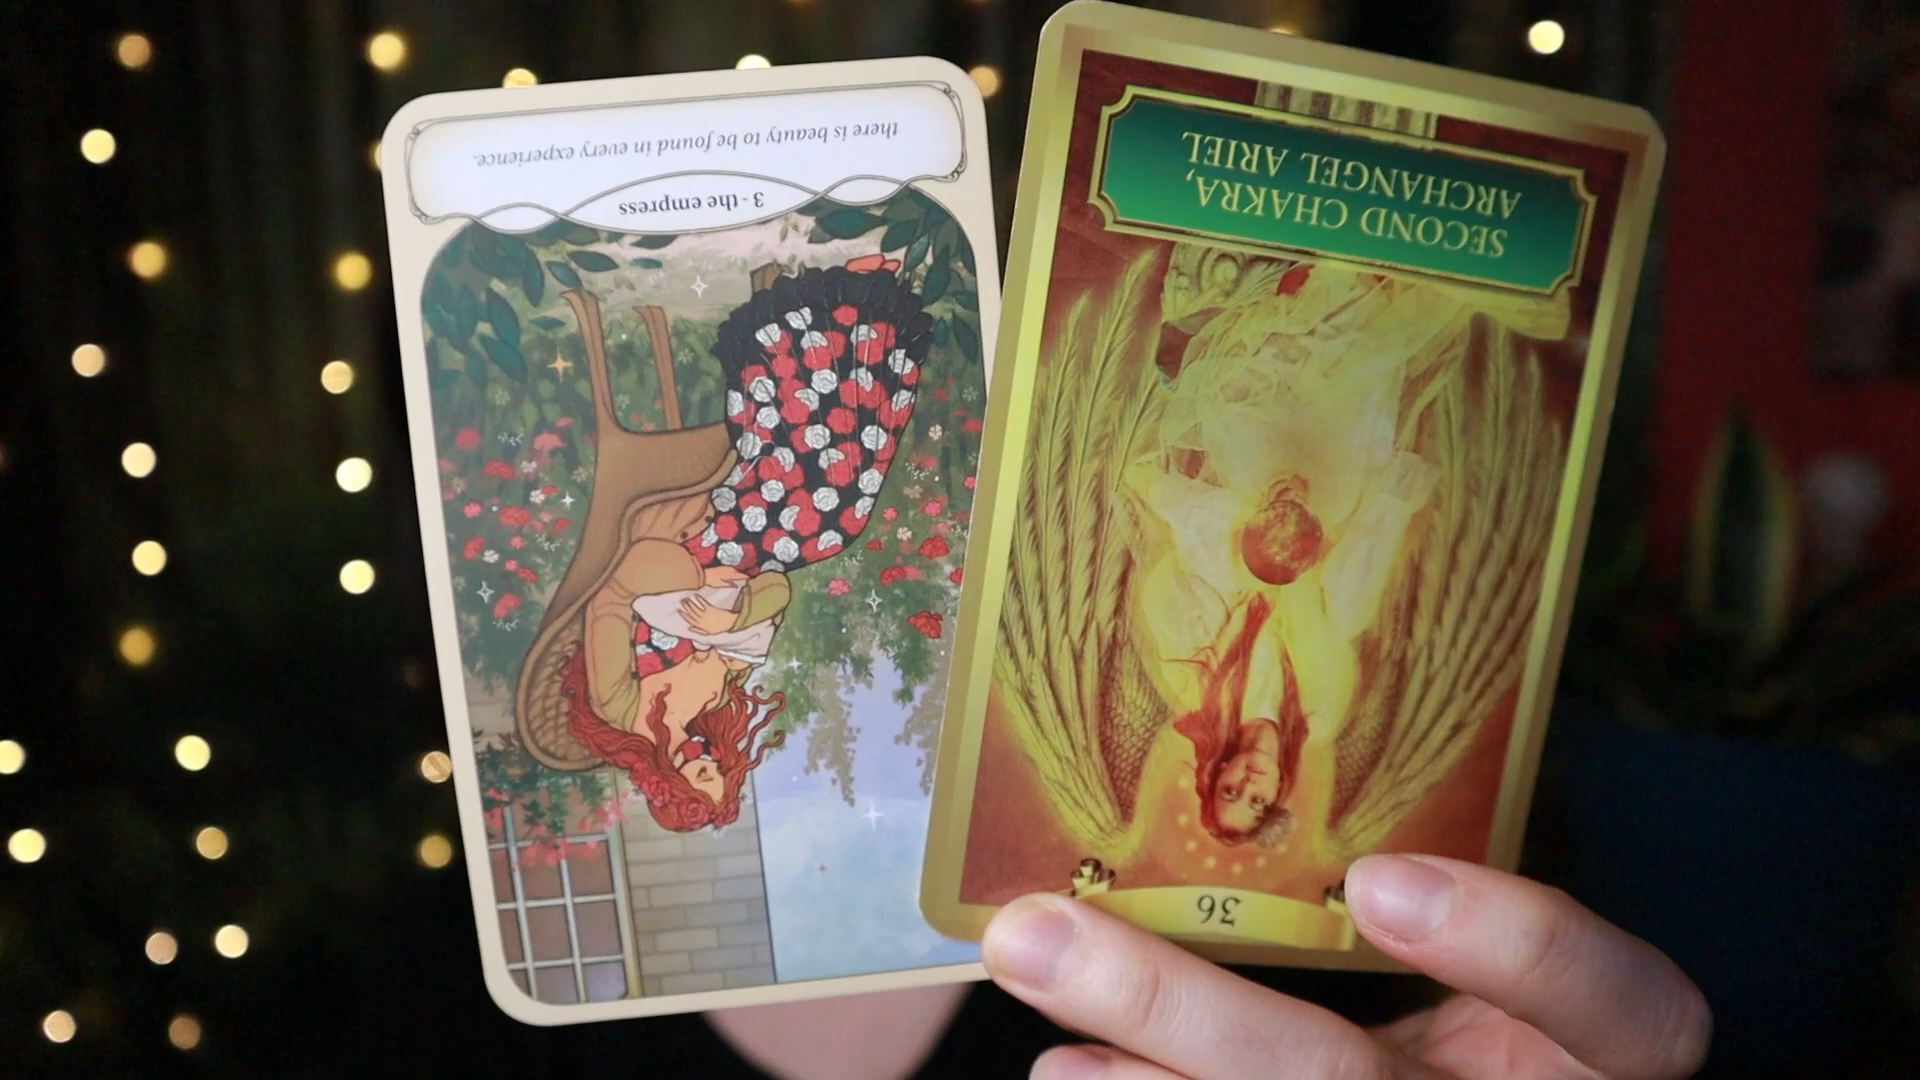 3 - the empress
there is beauty to be found in every experience.
36
SECOND CHAKRA,
ARCHANGEL ARIEL